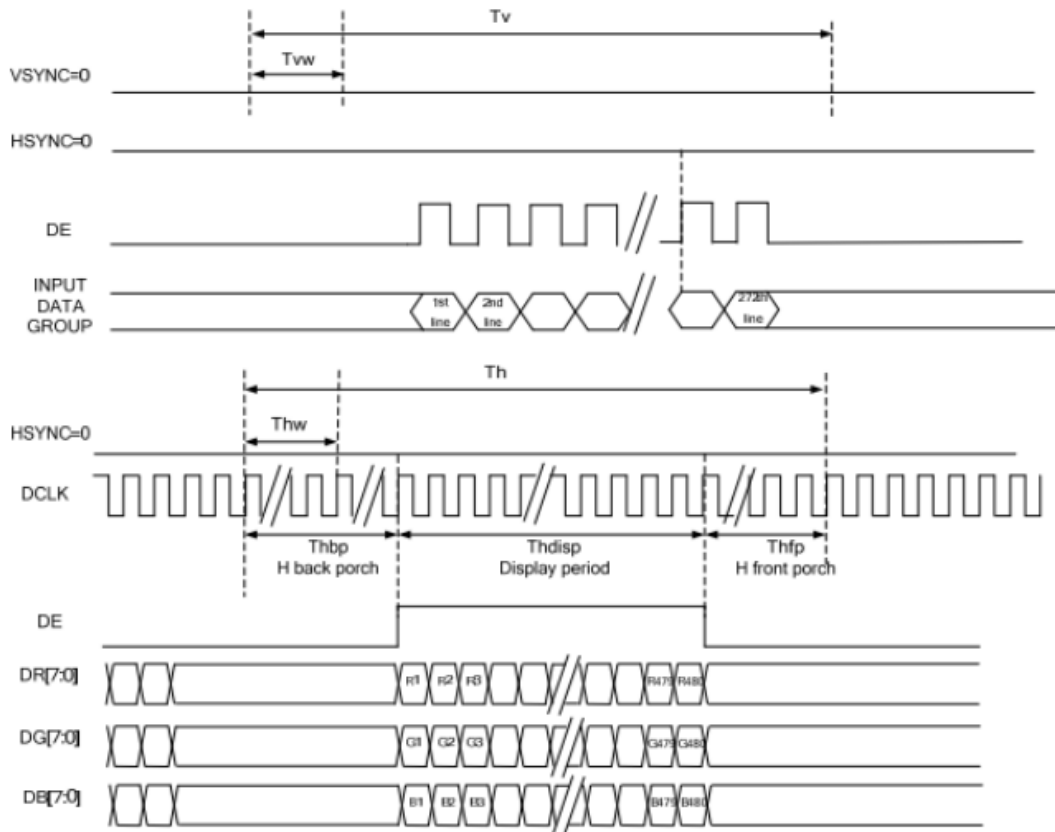 Tv
Tvw
VSYNC=0
HSYNC=0
DE
INPUT
DATA
GROUP
1st
line
2nd
line
272th
line
Th
Thw
HSYNC=0
DCLK
Thbp
H back porch
Thdisp
Display period
Thfp
H front porch
DE
DR[7:0] R1 R2 R3 R479 R480
DG[7:0] G1 G2 G3 G479 G480
DB[7:0] B1 B2 B3 B479 B480